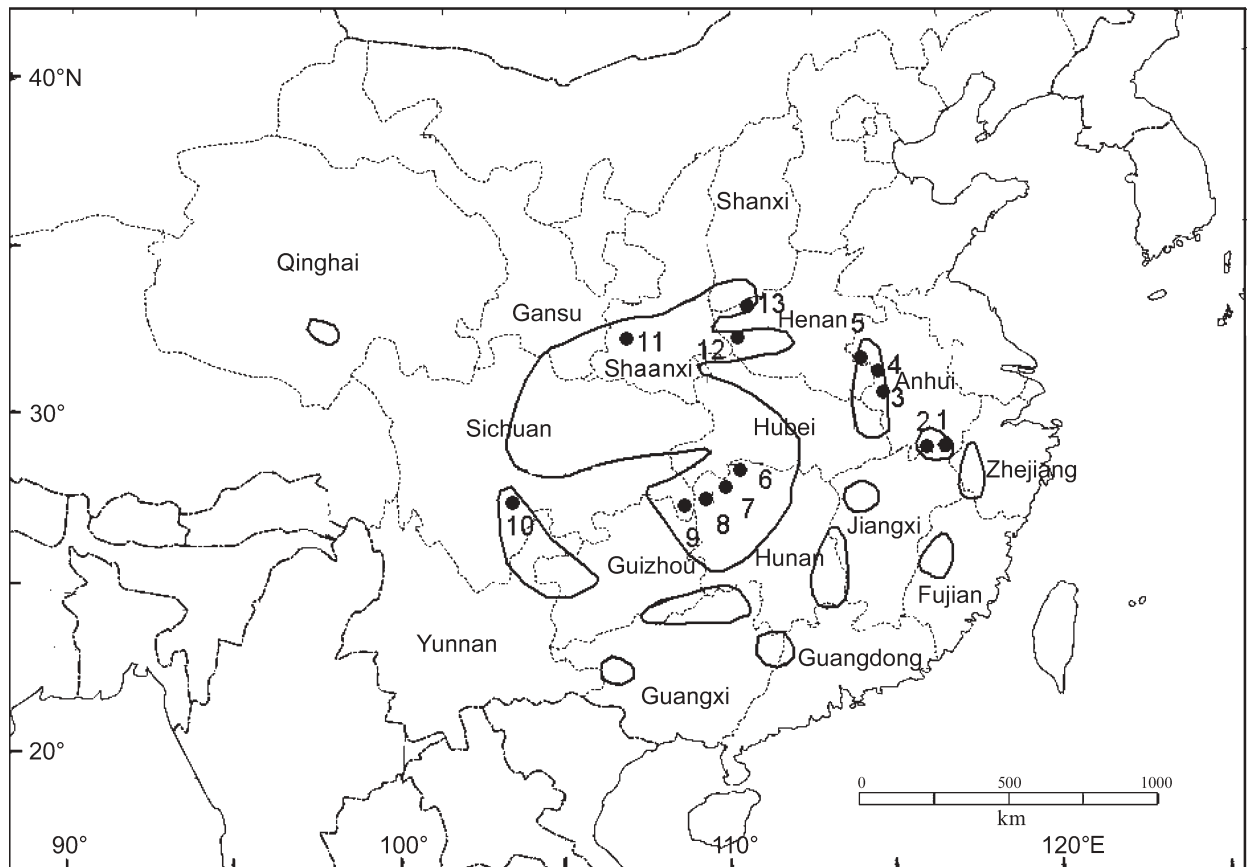 40°N
Shanxi
Qinghai
Gansu
13
Henan
5
11
12
4
Shaanxi
Anhui
3
30°
Sichuan
Hubei
21
Zhejiang
6
7
10
8
Jiangxi
9
Guizhou
Hunan
Fujian
Yunnan
Guangdong
Guangxi
20°
0 500 1000
km
90° 100° 110° 120°E